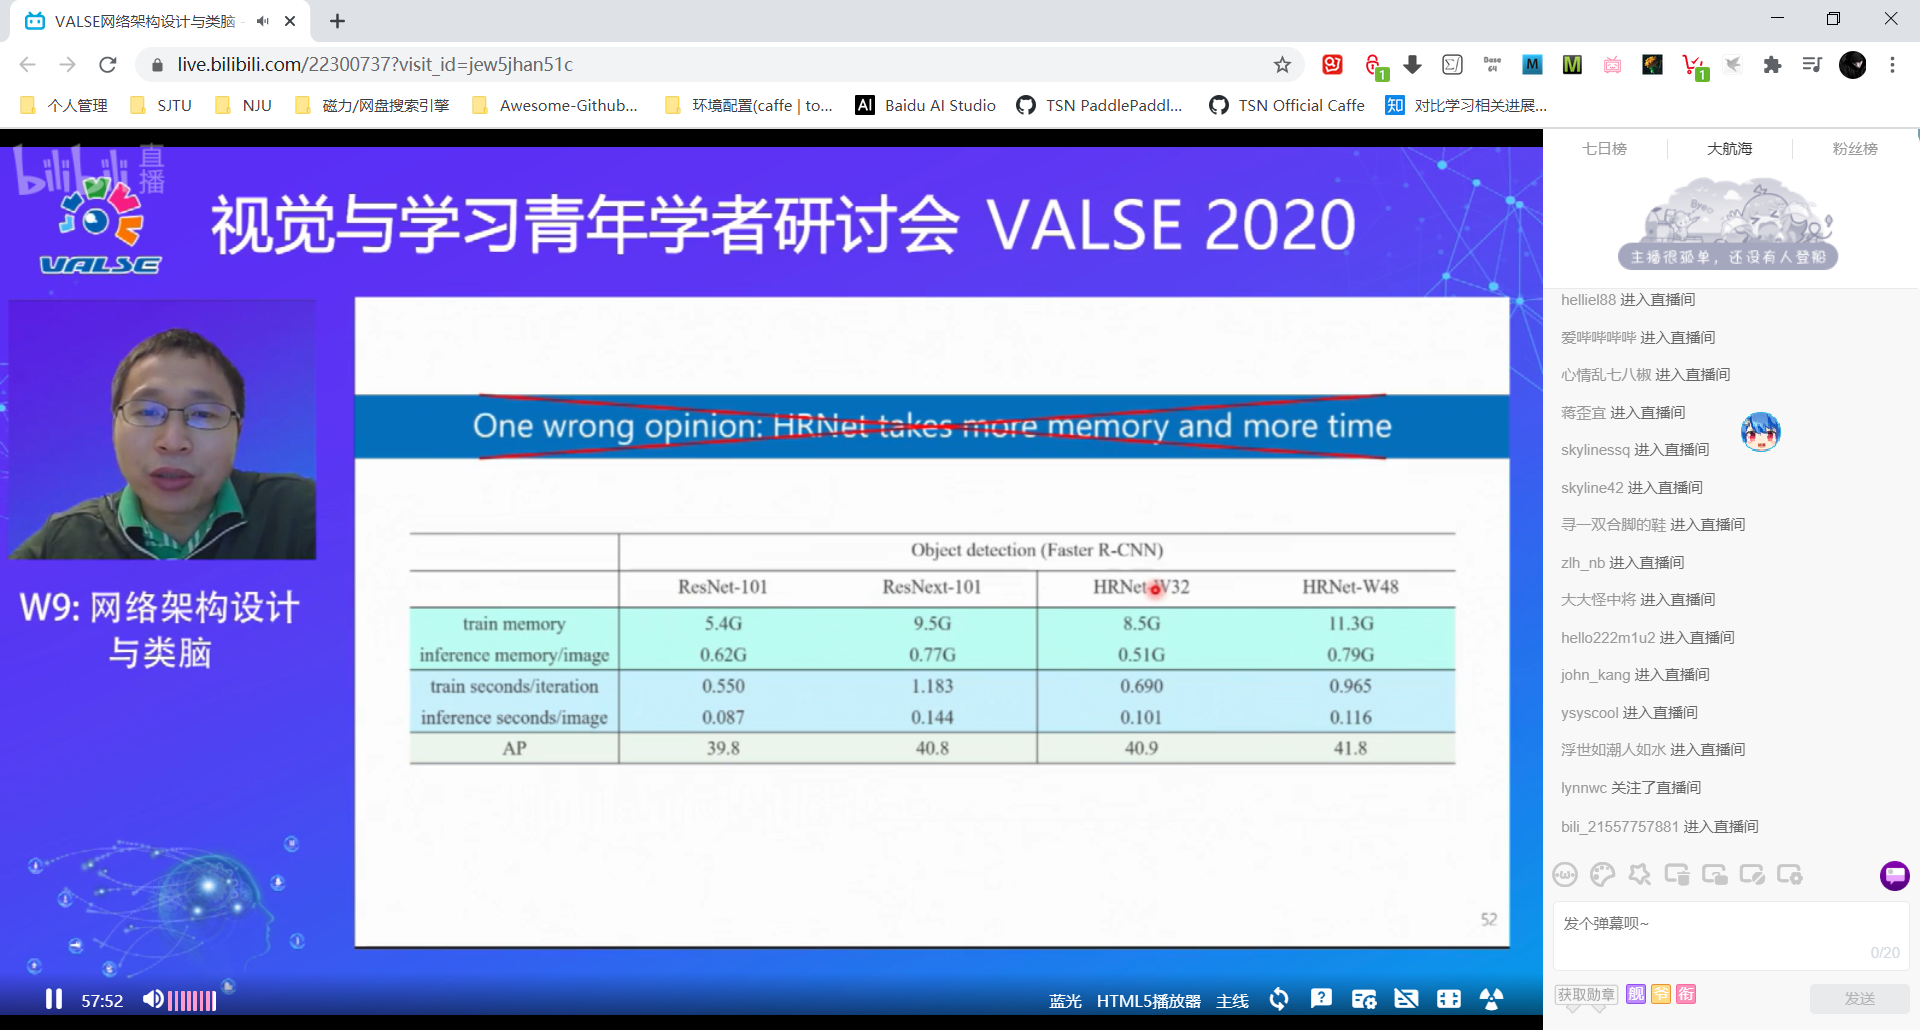 VALSE网络架构设计与类脑
live.bilibili.com/22300737?visit_id=jew5jhan51c
1
Base 64
M
M
1
个人管理
SJTU
NJU
磁力/网盘搜索引擎
Awesome-Github...
环境配置(caffe | to...
AI Baidu AI Studio
TSN PaddlePaddl...
TSN Official Caffe
知 对比学习相关进展...
bilibili 直播
VALSE
视觉与学习青年学者研讨会 VALSE 2020
W9: 网络架构设计
与类脑
One wrong opinion: HRNet takes more memory and more time
Object detection (Faster R-CNN)
ResNet-101 ResNext-101 HRNet-W32 HRNet-W48
train memory 5.4G 9.5G 8.5G 11.3G
inference memory/image 0.62G 0.77G 0.51G 0.79G
train seconds/iteration 0.550 1.183 0.690 0.965
inference seconds/image 0.087 0.144 0.101 0.116
AP 39.8 40.8 40.9 41.8
52
57:52
蓝光 HTML5播放器 主线
七日榜 大航海 粉丝榜
主播很孤单，还没有人登船
helliel88 进入直播间
爱哔哔哔哔 进入直播间
心情乱七八椒 进入直播间
蒋歪宜 进入直播间
skylinessq 进入直播间
skyline42 进入直播间
寻一双合脚的鞋 进入直播间
zlh_nb 进入直播间
大大怪中将 进入直播间
hello222m1u2 进入直播间
john_kang 进入直播间
ysyscool 进入直播间
浮世如潮人如水 进入直播间
lynnwc 关注了直播间
bili_21557757881 进入直播间
发个弹幕呗~
0/20
获取勋章 舰 爷 衔
发送